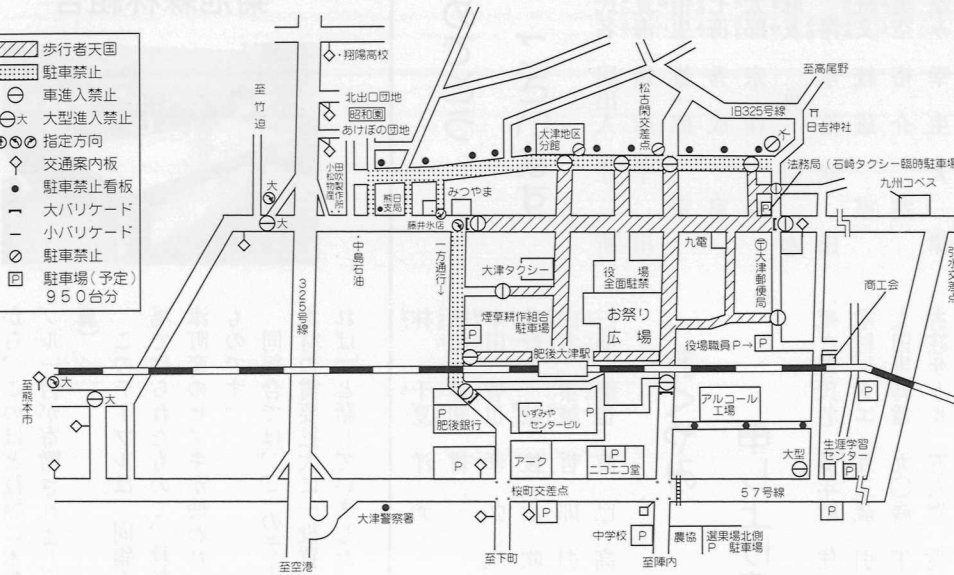 歩行者天国
駐車禁止
車進入禁止
大 大型進入禁止
指定方向
交通案内板
駐車禁止看板
大バリケード
小バリケード
駐車禁止
P 駐車場(予定)
950台分
至竹迫
翔陽高校
北出口団地
昭和園
あけぼの団地
小松物産
田吹製作所
熊日支局
みつやま
藤井氷店
大津地区分館
松古閑交差点
IB325号線
至高尾野
日吉神社
法務局(石崎タクシー臨時駐車場)
九州コベス
大
大
325号線
中島石油
一方通行→
大津タクシー
役場
全面駐禁
九電
〒大津郵便局
P
商工会
煙草耕作組合
駐車場
P
お祭り
広場
役場職員P→
P
肥後大津駅
至熊本市
大
大
P
肥後銀行
いずみや
センタービル
P
アルコール
工場
P
生涯学習
センター
P
P
大型
P
アーク
P
ニコニコ堂
桜町交差点
57号線
大津警察署
P
中学校
P
農協
選果場北側
P 駐車場
P
至空港
至下町
至陣内